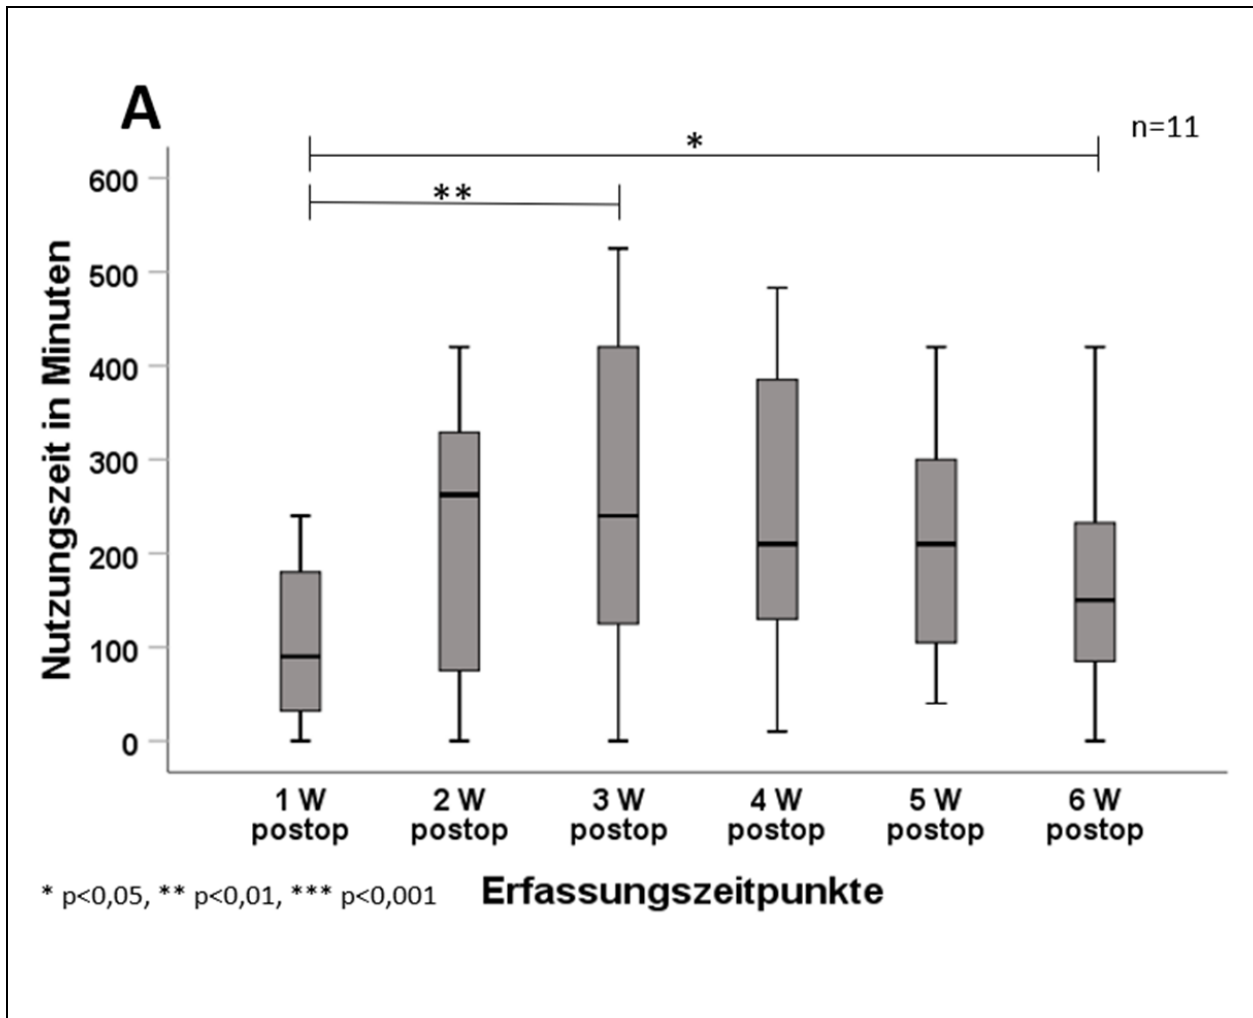 A
n=11
*
**
600
500
400
300
200
100
0
Nutzungszeit in Minuten
1 W 2 W 3 W 4 W 5 W 6 W
postop postop postop postop postop postop
* p<0,05, ** p<0,01, *** p<0,001
Erfassungszeitpunkte